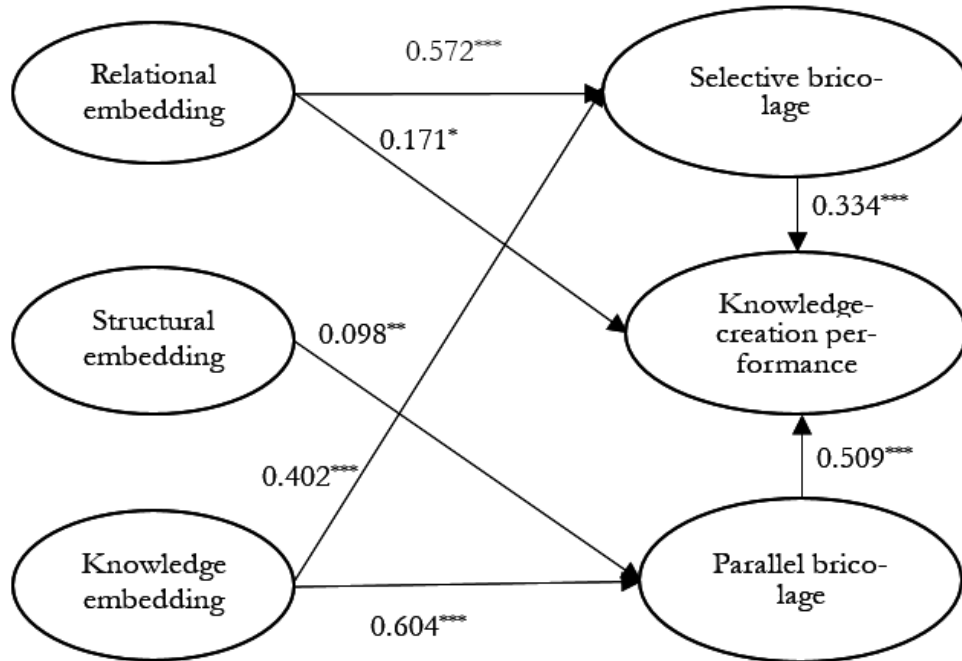 0.572***
Relational
embedding
Selective brico-
lage
0.171*
0.334***
Structural
embedding
0.098**
Knowledge-
creation per-
formance
0.402***
0.509***
Knowledge
embedding
Parallel brico-
lage
0.604***